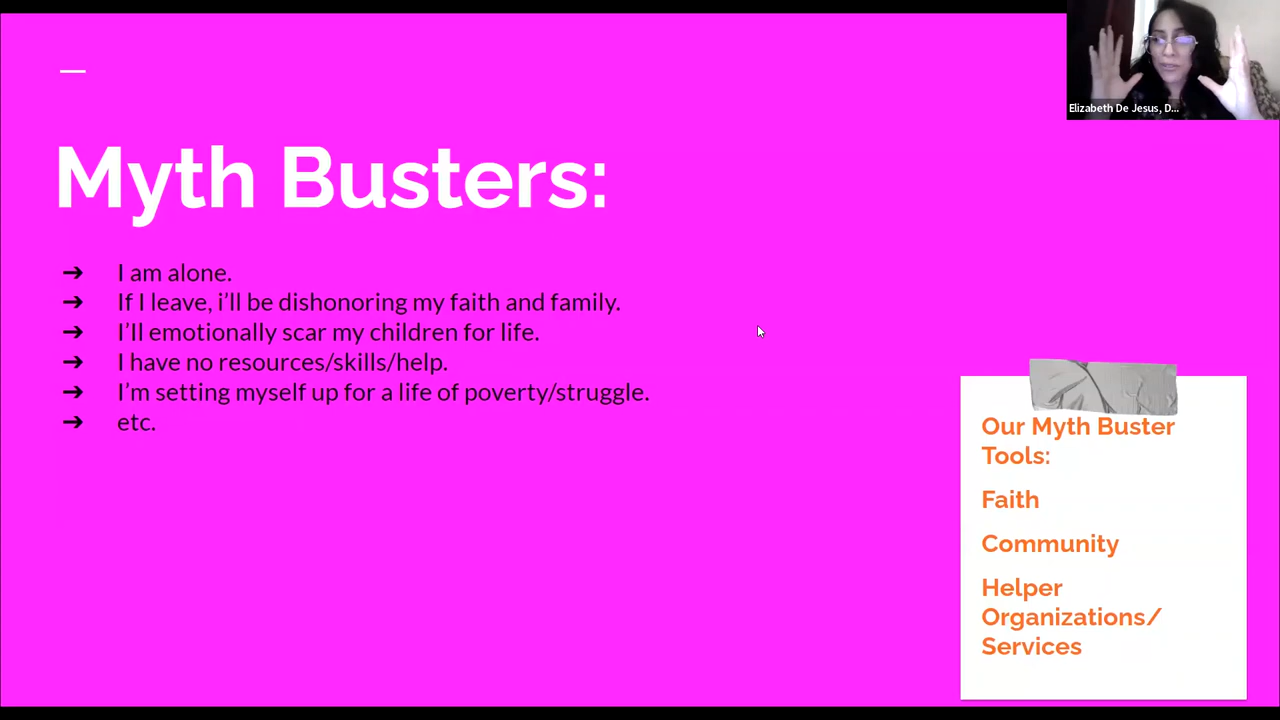 Elizabeth De Jesus, D...
Myth Busters:
➔ I am alone.
➔ If I leave, i’ll be dishonoring my faith and family.
➔ I’ll emotionally scar my children for life.
➔ I have no resources/skills/help.
➔ I’m setting myself up for a life of poverty/struggle.
➔ etc.
Our Myth Buster
Tools:
Faith
Community
Helper
Organizations/
Services